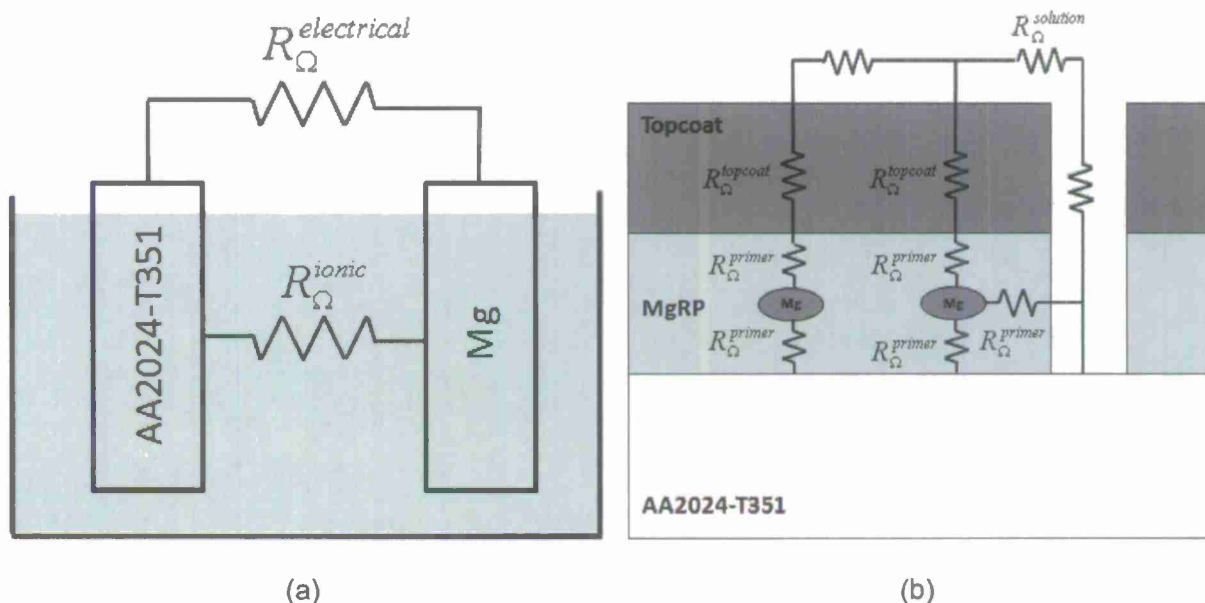 R_Ω^electrical
AA2024-T351
R_Ω^ionic
Mg
(a)
R_Ω^solution
Topcoat
R_Ω^topcoat R_Ω^topcoat
R_Ω^primer R_Ω^primer
MgRP Mg Mg
R_Ω^primer R_Ω^primer R_Ω^primer
AA2024-T351
(b)